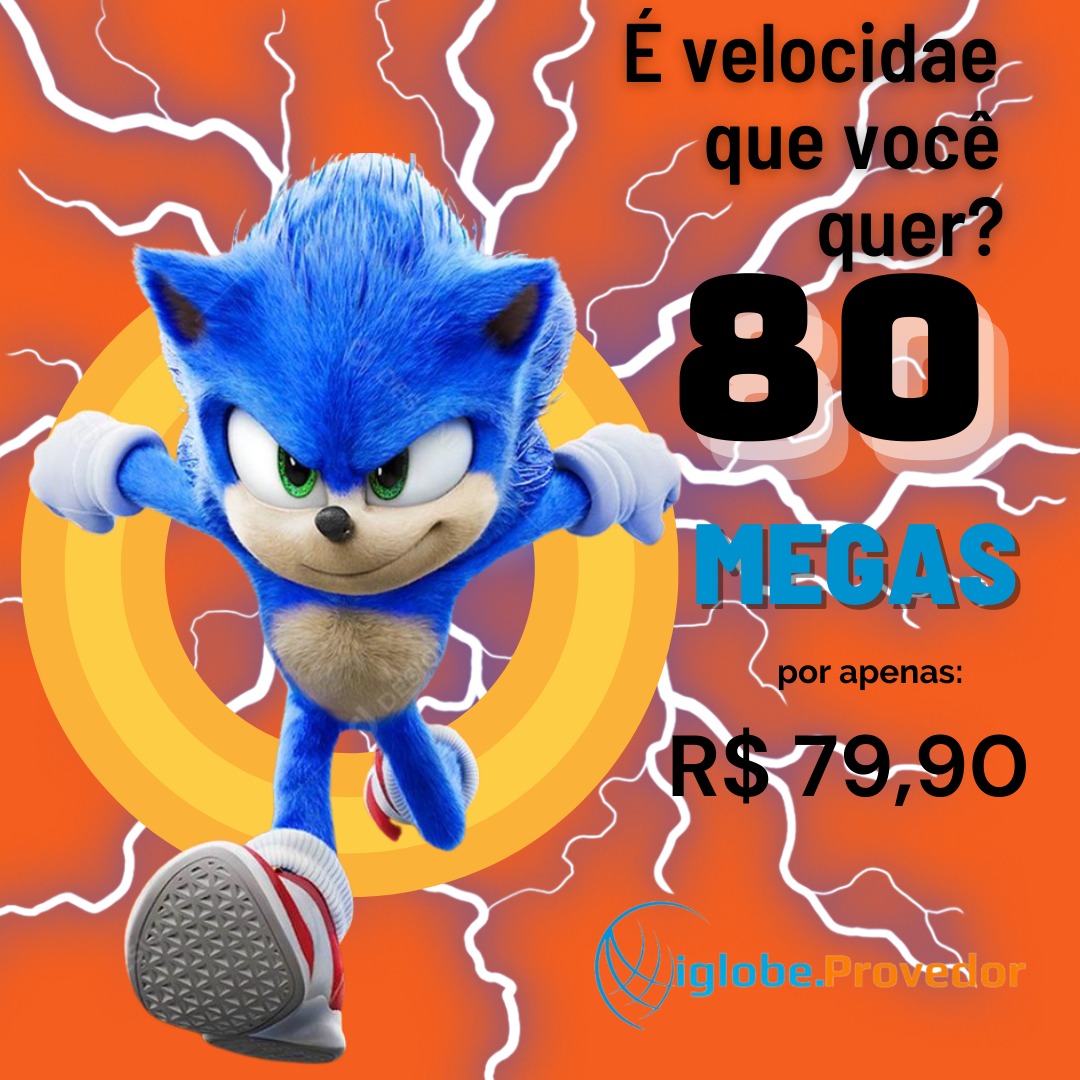 É velocidae
que você
quer?
80
MEGAS
por apenas:
R$ 79,90
iglobe.Provedor